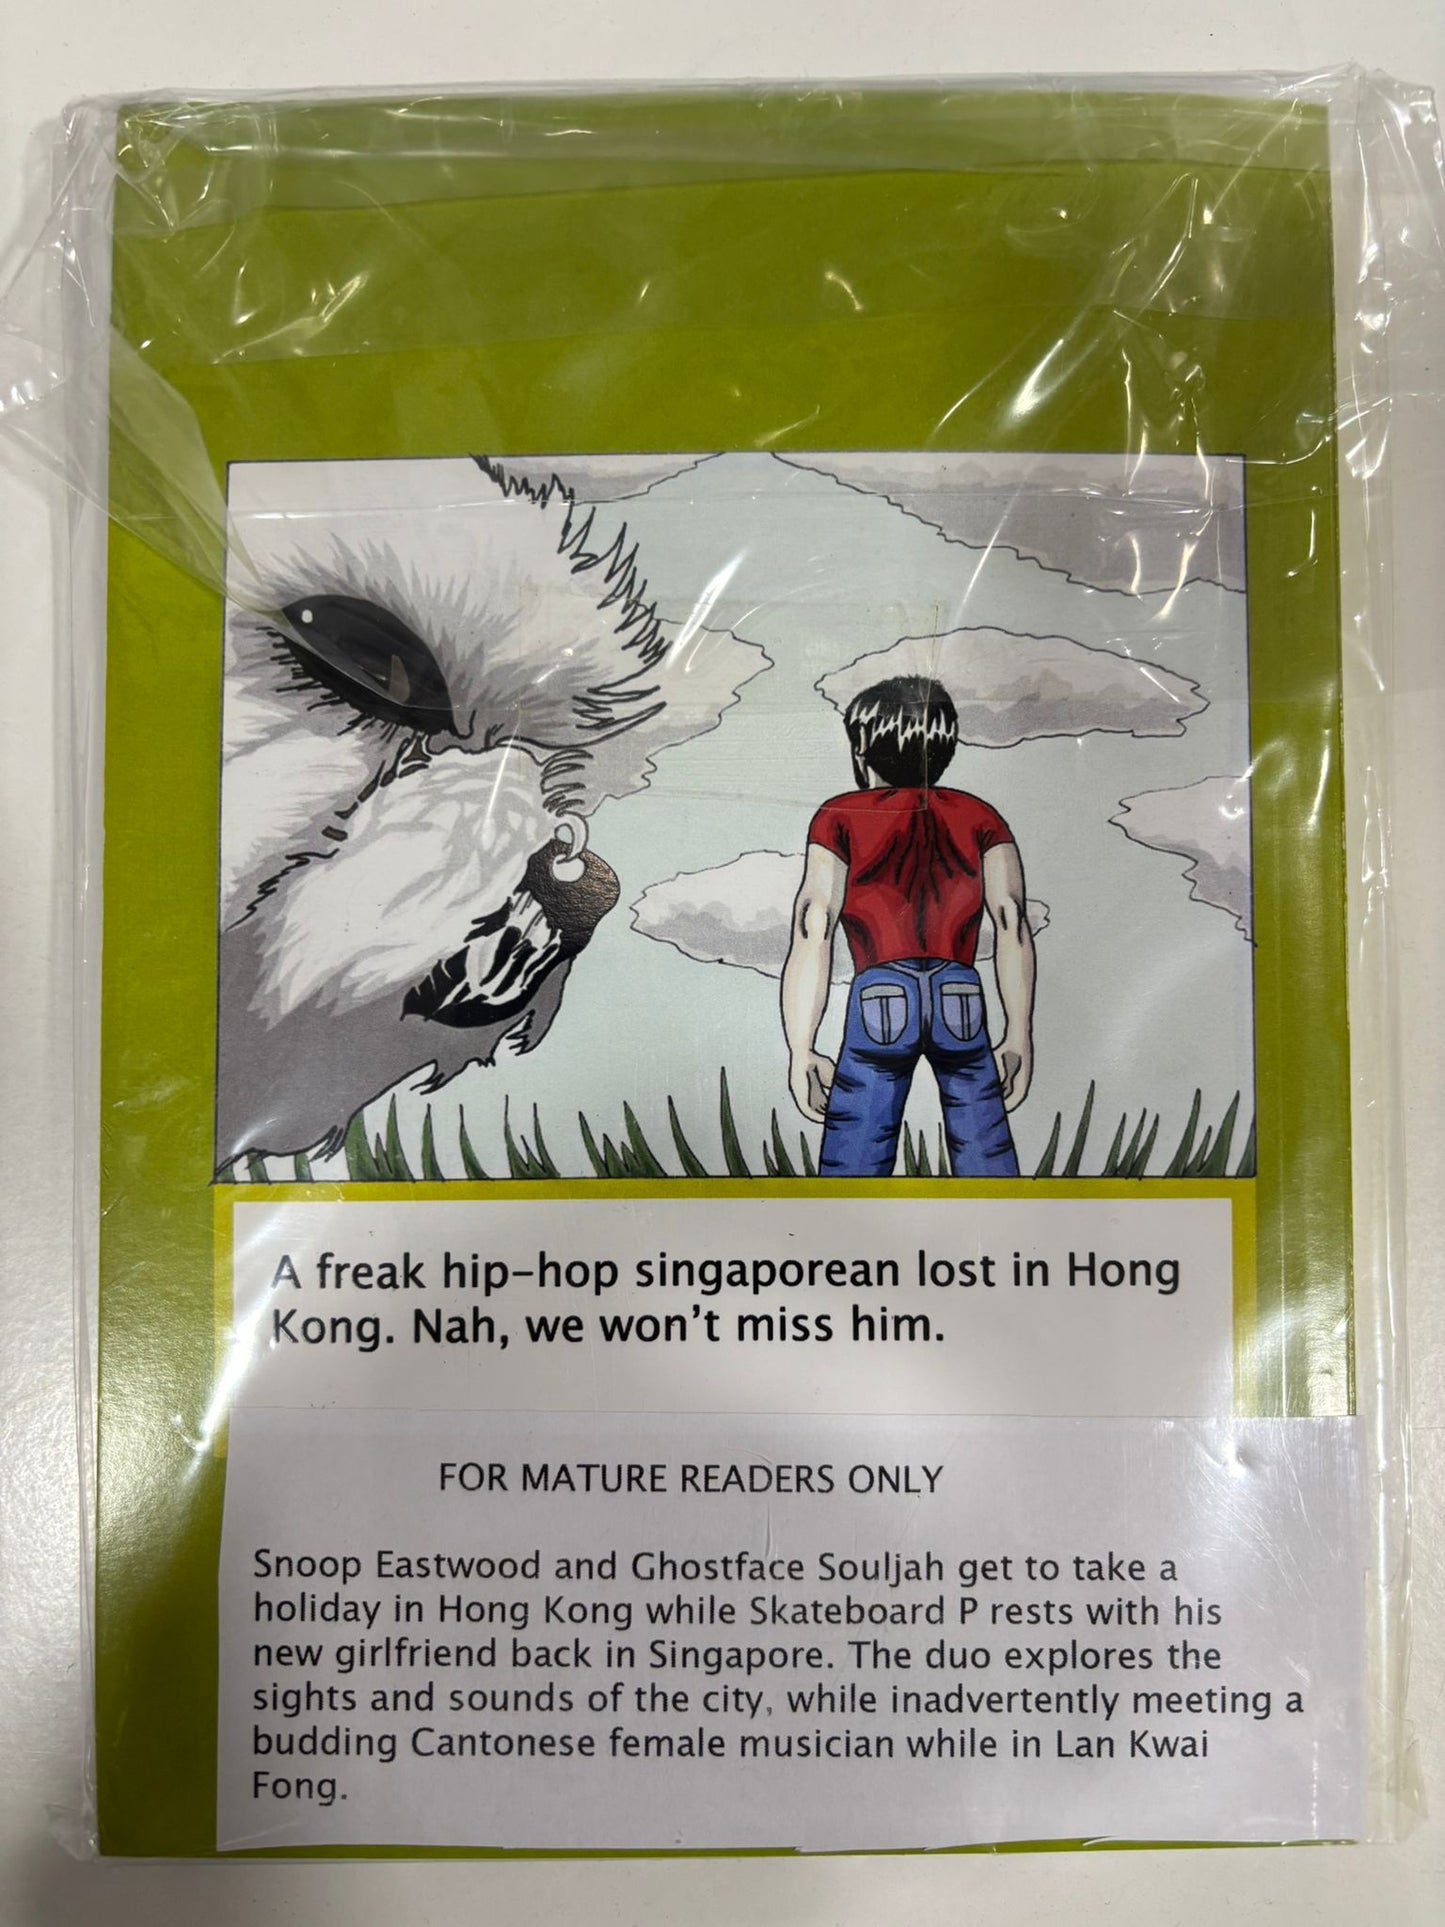 A freak hip-hop singaporean lost in Hong
Kong. Nah, we won't miss him.
FOR MATURE READERS ONLY
Snoop Eastwood and Ghostface Souljah get to take a
holiday in Hong Kong while Skateboard P rests with his
new girlfriend back in Singapore. The duo explores the
sights and sounds of the city, while inadvertently meeting a
budding Cantonese female musician while in Lan Kwai
Fong.